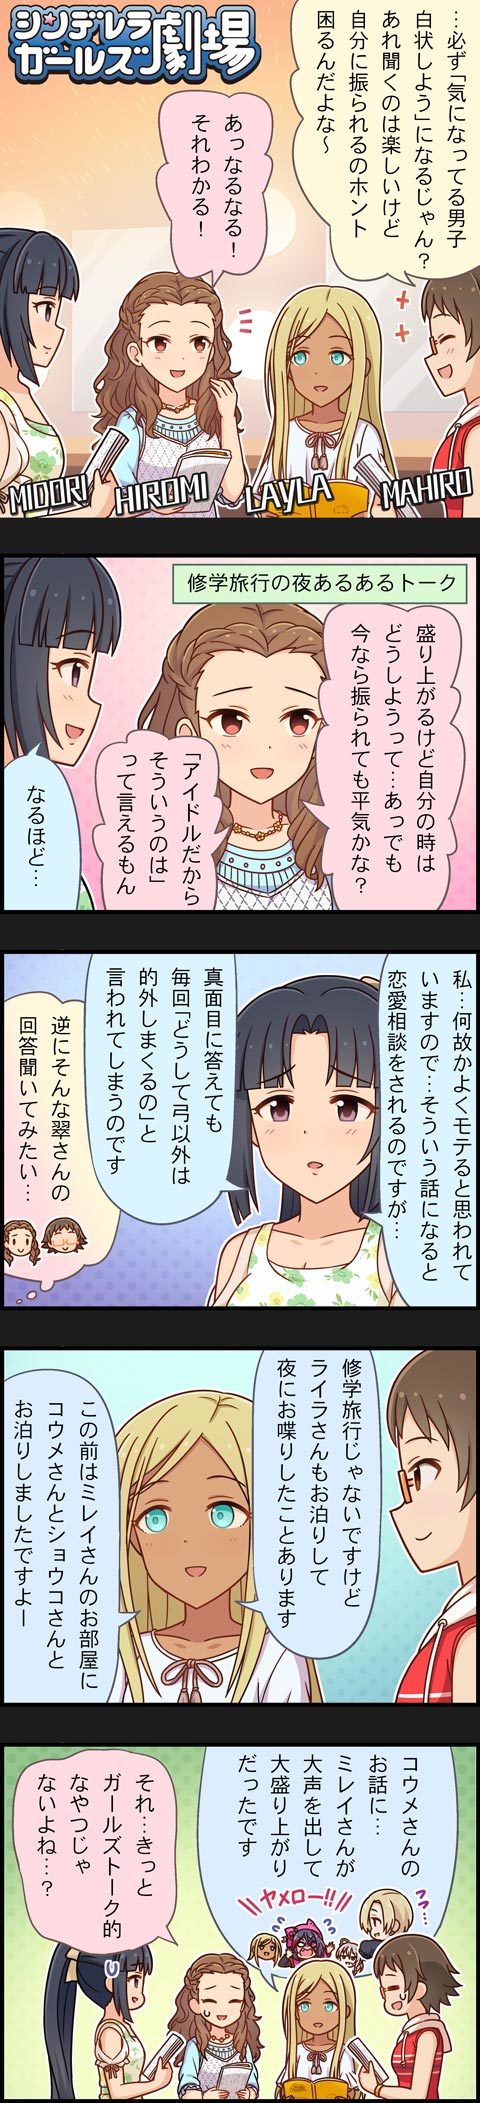 シンデレラ
ガールズ劇場
…必ず「気になってる男子
白状しよう」になるじゃん?
あれ聞くのは楽しいけど
自分に振られるのホント
困るんだよな〜
あっなるなる!
それわかる!
MIDORI
HIROMI
LAYLA
MAHIRO
修学旅行の夜あるあるトーク
盛り上がるけど自分の時は
どうしようって…あっでも
今なら振られても平気かな?
「アイドルだから
そういうのは」
って言えるもん
なるほど…
私…何故かよくモテると思われて
いますので…そういう話になると
恋愛相談をされるのですが…
真面目に答えても
毎回「どうして弓以外は
的外しまくるの」と
言われてしまうのです
逆にそんな翠さんの
回答聞いてみたい…
修学旅行じゃないですけど
ライラさんもお泊りして
夜にお喋りしたことあります
この前はミレイさんのお部屋に
コウメさんとショウコさんと
お泊りしましたですよー
コウメさんの
お話に…
ミレイさんが
大声を出して
大盛り上がり
だったです
ヤメロー!!
それ…きっと
ガールズトーク的
なやつじゃ
ないよね…?